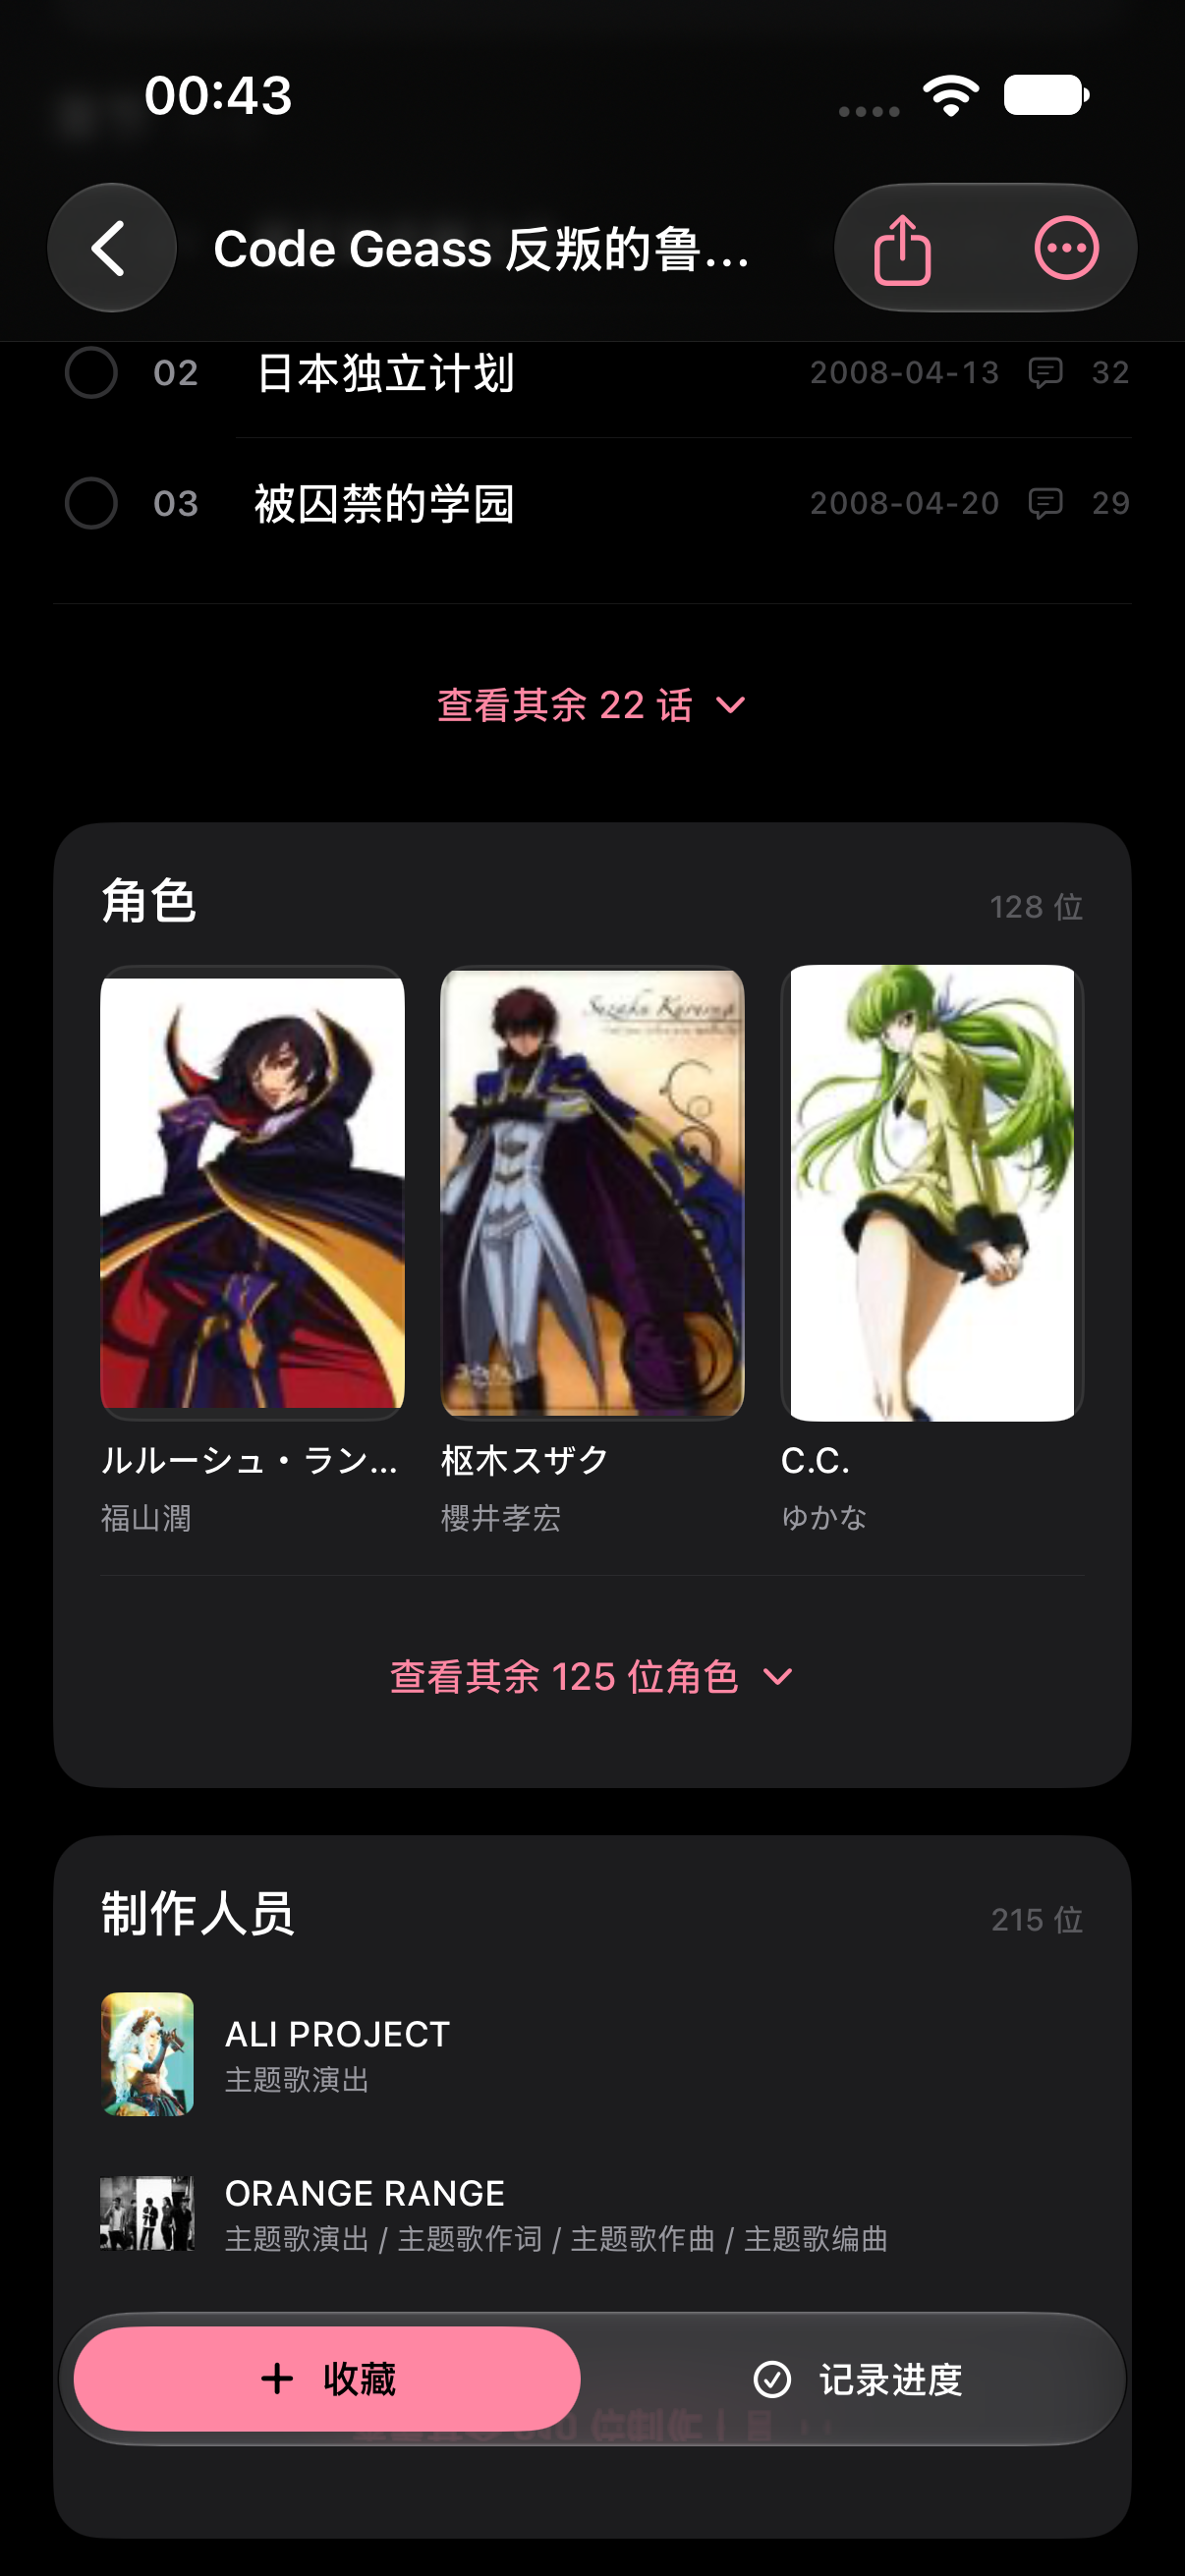 00:43
Code Geass 反叛的鲁...
02 日本独立计划 2008-04-13 32
03 被囚禁的学园 2008-04-20 29
查看其余 22 话
角色 128 位
Suzaku Kururugi
ルルーシュ・ラン...
福山潤
枢木スザク
櫻井孝宏
C.C.
ゆかな
查看其余 125 位角色
制作人员 215 位
ALI PROJECT
主题歌演出
ORANGE RANGE
主题歌演出 / 主题歌作词 / 主题歌作曲 / 主题歌编曲
+ 收藏
记录进度